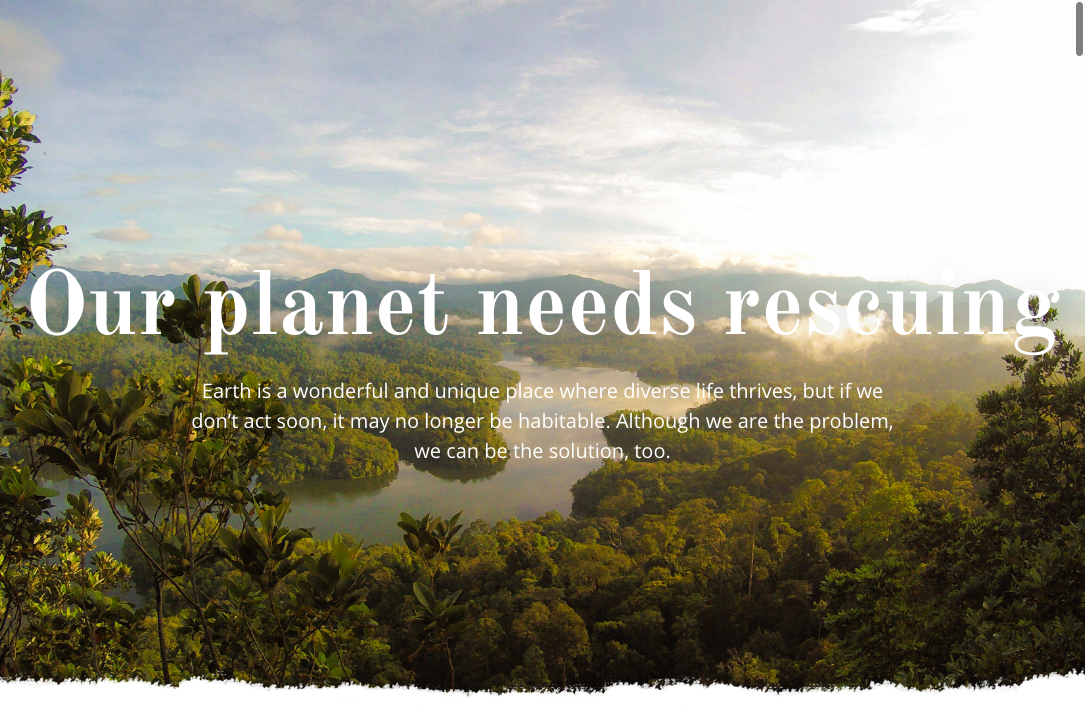 Our planet needs rescuing
Earth is a wonderful and unique place where diverse life thrives, but if we
don’t act soon, it may no longer be habitable. Although we are the problem,
we can be the solution, too.